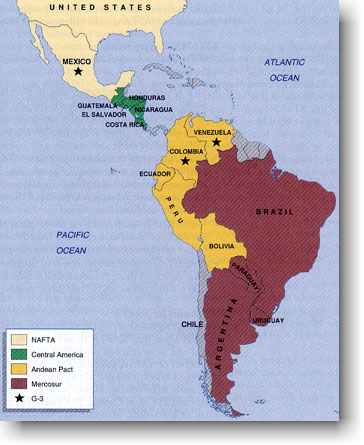 UNITED STATES
MEXICO
ATLANTIC
OCEAN
HONDURAS
GUATEMALA
NICARAGUA
EL SALVADOR
COSTA RICA
VENEZUELA
COLOMBIA
ECUADOR
PERU
BRAZIL
PACIFIC
OCEAN
BOLIVIA
PARAGUAY
CHILE
ARGENTINA
URUGUAY
NAFTA
Central America
Andean Pact
Mercosur
G-3